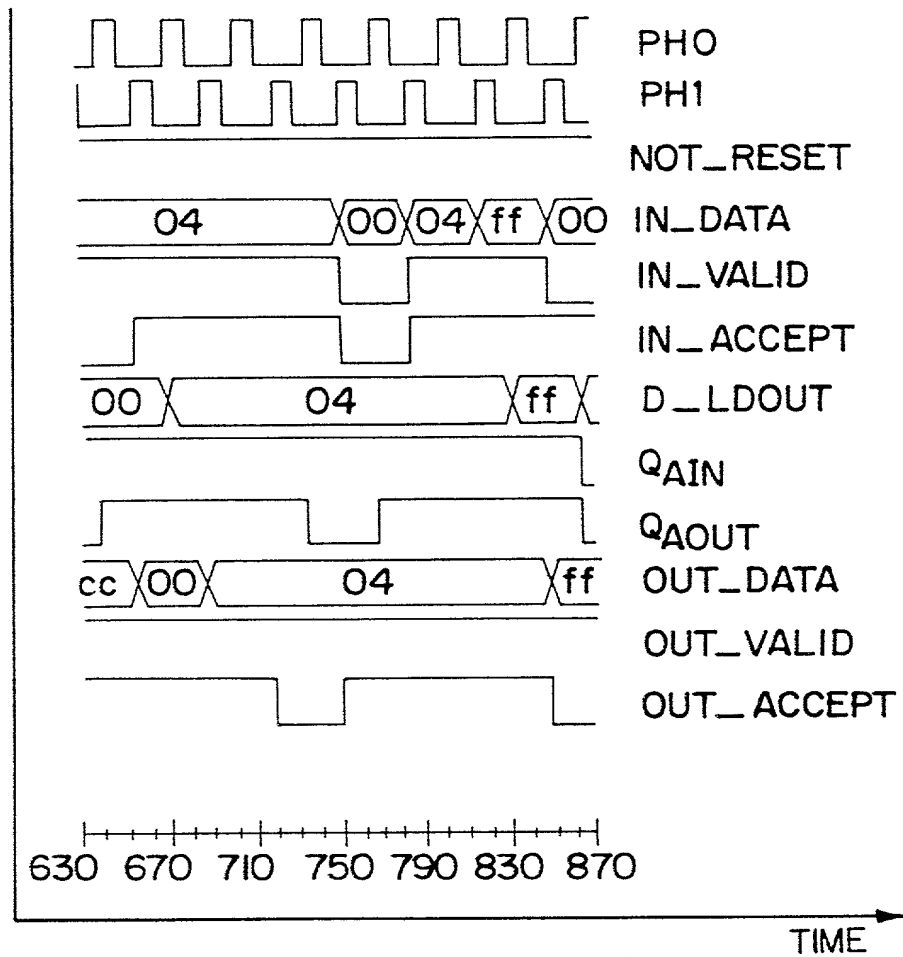 PH0
PH1
NOT_RESET
04 00 04 ff 00 IN_DATA
IN_VALID
IN_ACCEPT
00 04 ff D_LDOUT
QAIN
QAOUT
cc 00 04 ff OUT_DATA
OUT_VALID
OUT_ACCEPT
630 670 710 750 790 830 870
TIME